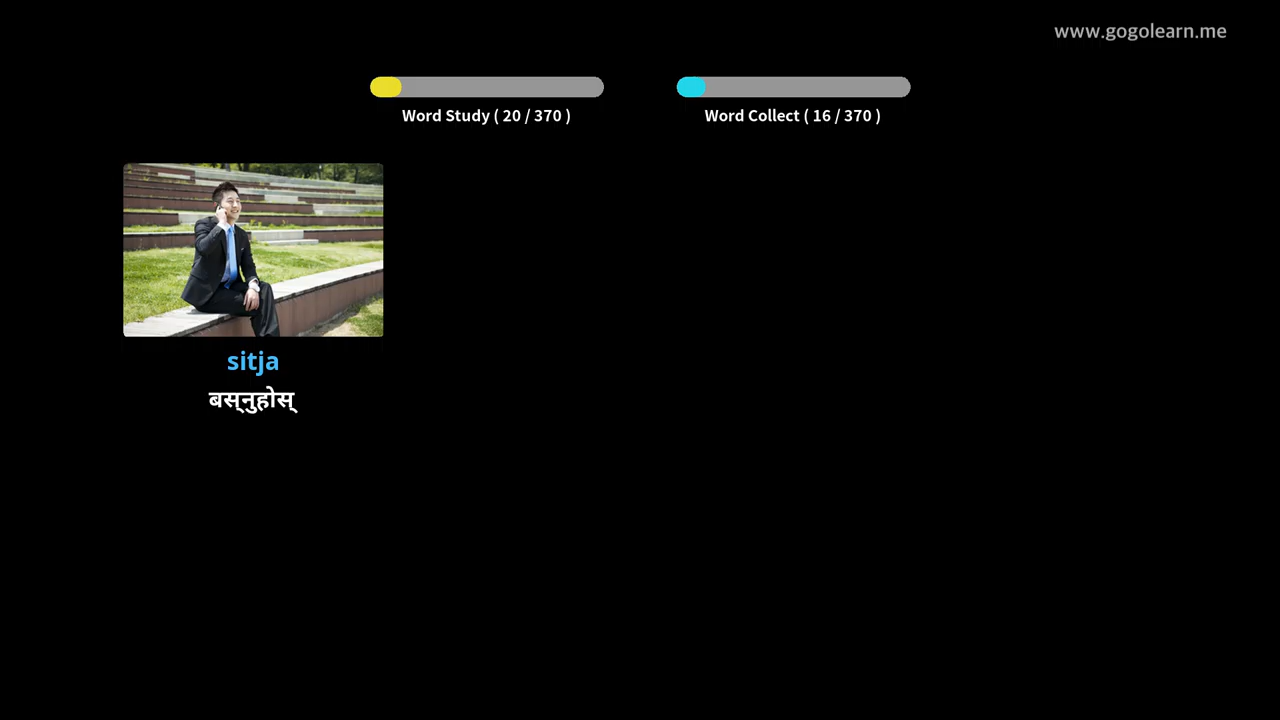 www.gogolearn.me
Word Study ( 20 / 370 )
Word Collect ( 16 / 370 )
sitja
बस्‌नुहोस्